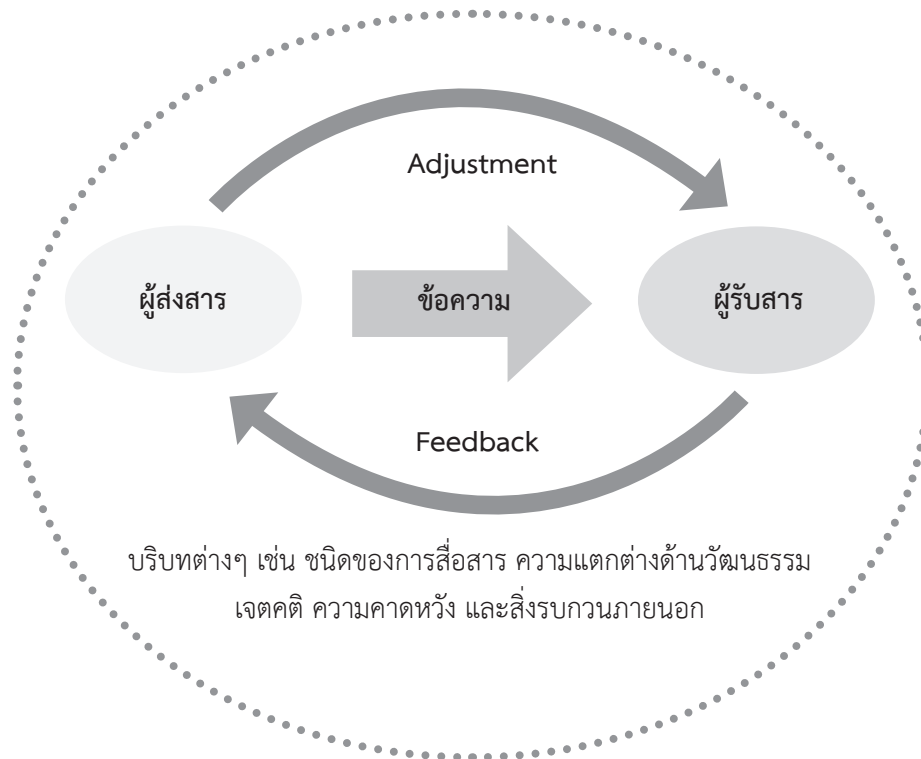 Adjustment
ผู้ส่งสาร
ข้อความ
ผู้รับสาร
Feedback
บริบทต่างๆ เช่น ชนิดของการสื่อสาร ความแตกต่างด้านวัฒนธรรม
เจตคติ ความคาดหวัง และสิ่งรบกวนภายนอก